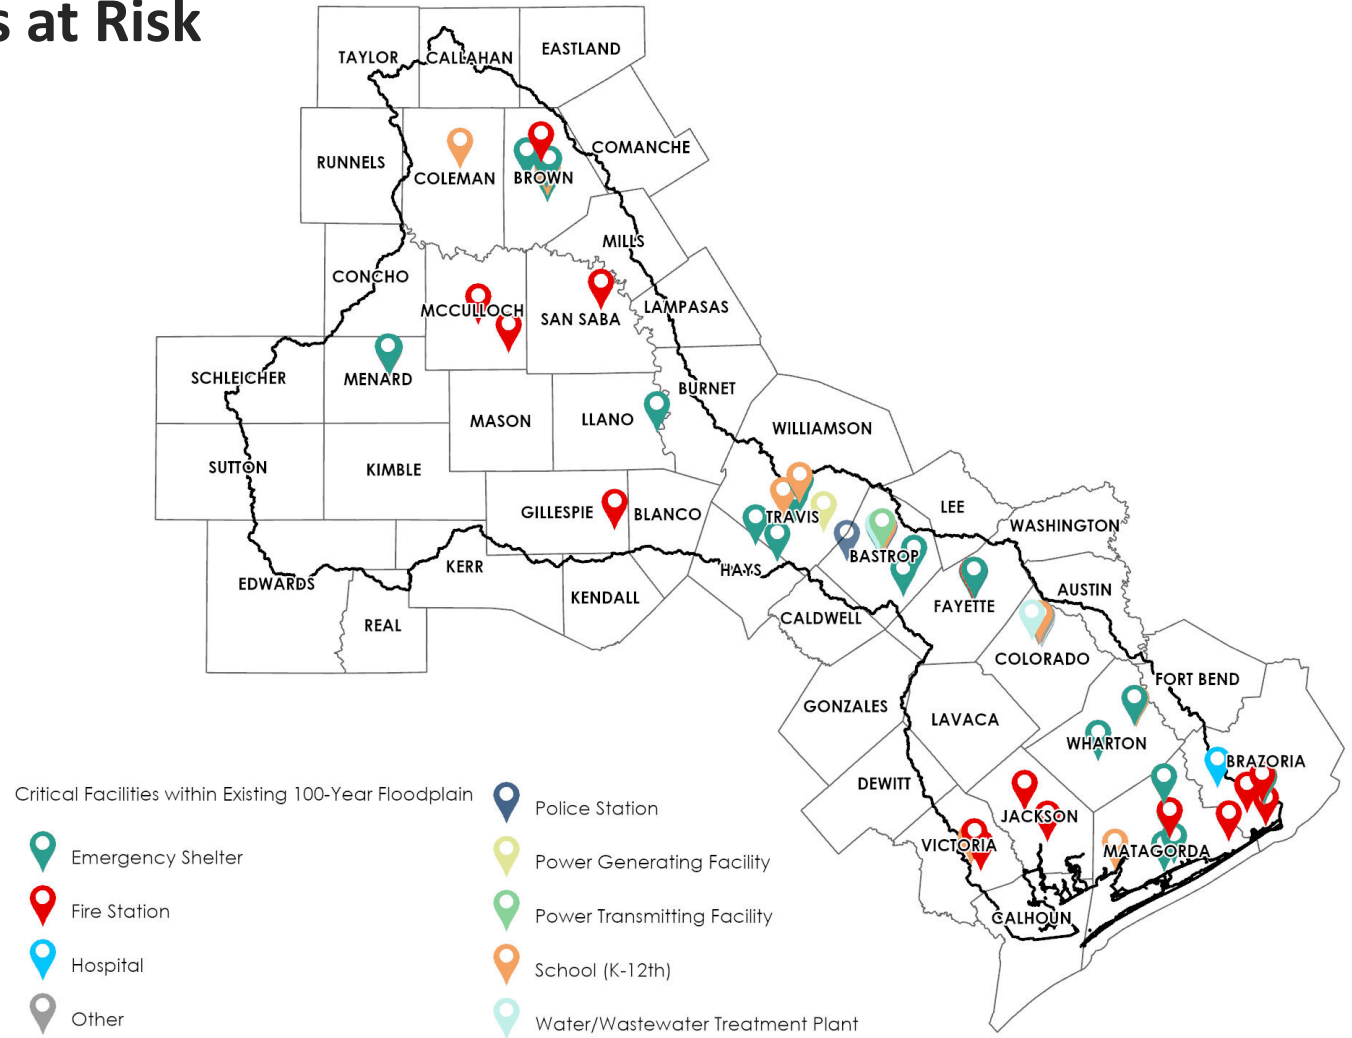 s at Risk
TAYLOR
CALLAHAN
EASTLAND
RUNNELS
COLEMAN
BROWN
COMANCHE
MILLS
CONCHO
MCCULLOCH
SAN SABA
LAMPASAS
SCHLEICHER
MENARD
MASON
LLANO
BURNET
WILLIAMSON
SUTTON
KIMBLE
GILLESPIE
BLANCO
TRAVIS
LEE
WASHINGTON
BASTROP
EDWARDS
KERR
HAYS
KENDALL
REAL
CALDWELL
FAYETTE
AUSTIN
COLORADO
FORT BEND
GONZALES
LAVACA
WHARTON
BRAZORIA
DEWITT
JACKSON
VICTORIA
MATAGORDA
CALHOUN
Critical Facilities within Existing 100-Year Floodplain
Emergency Shelter
Fire Station
Hospital
Other
Police Station
Power Generating Facility
Power Transmitting Facility
School (K-12th)
Water/Wastewater Treatment Plant